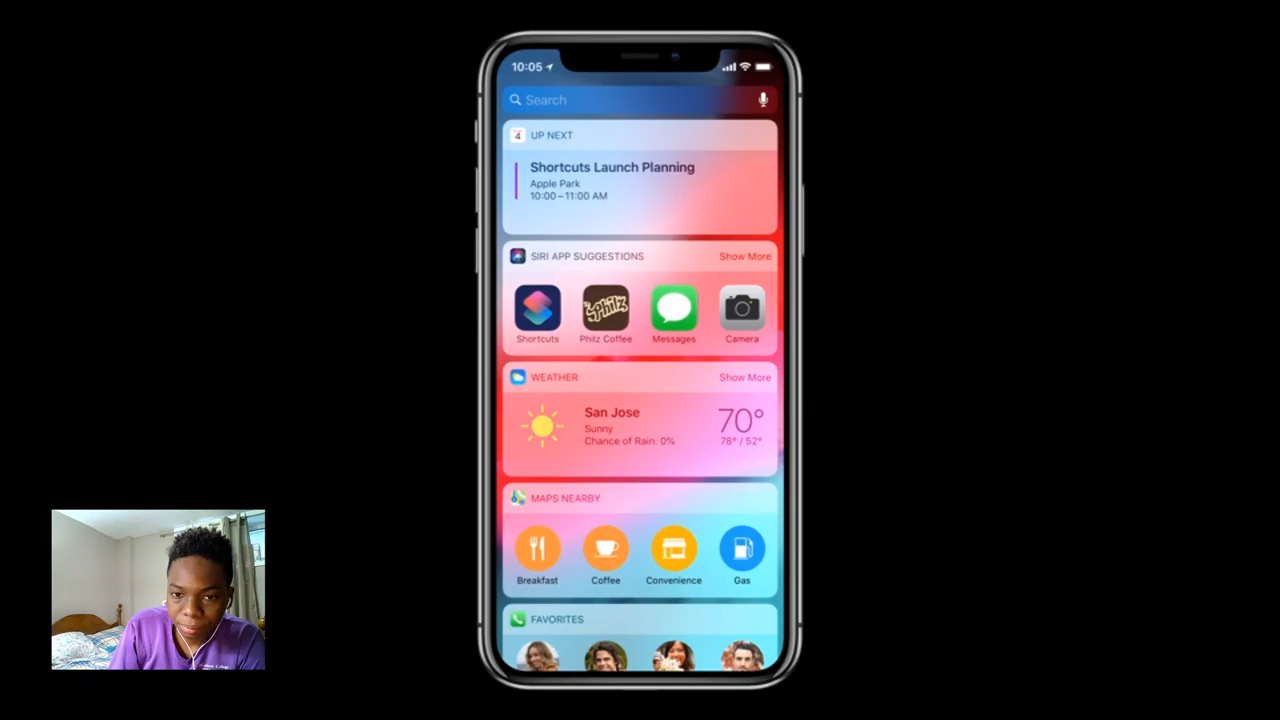 10:05
Search
4 UP NEXT
Shortcuts Launch Planning
Apple Park
10:00 – 11:00 AM
SIRI APP SUGGESTIONS Show More
Philz
Shortcuts Philz Coffee Messages Camera
WEATHER Show More
San Jose 70°
Sunny
Chance of Rain: 0% 78° / 52°
MAPS NEARBY
Breakfast Coffee Convenience Gas
FAVORITES